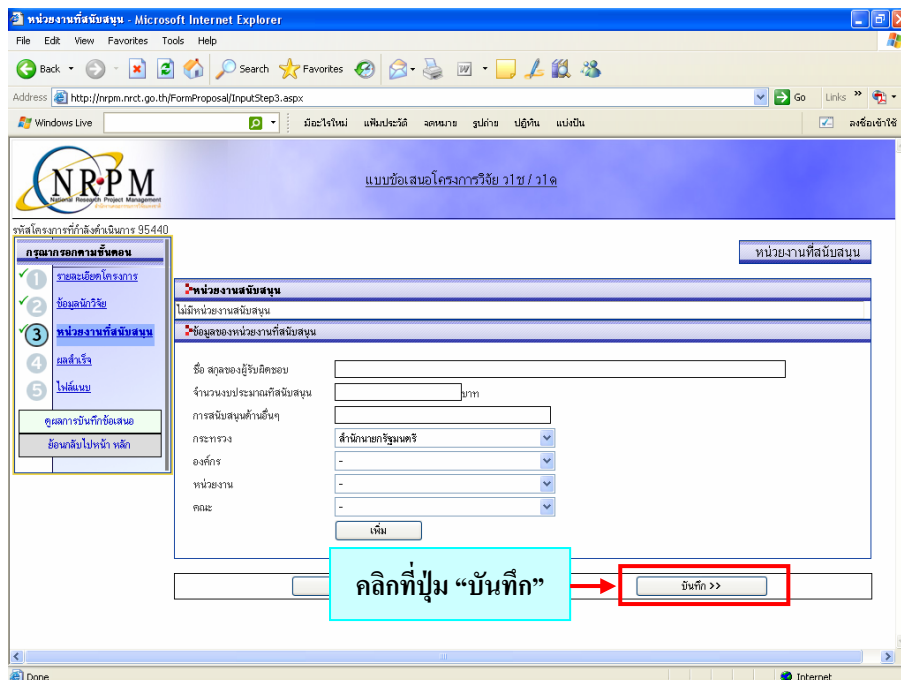 หน่วยงานที่สนับสนุน - Microsoft Internet Explorer
File Edit View Favorites Tools Help
Back Search Favorites
Address http://nrpm.nrct.go.th/FormProposal/InputStep3.aspx Go Links
Windows Live มีอะไรใหม่ แฟ้มประวัติ จดหมาย รูปถ่าย ปฏิทิน แบ่งปัน ลงชื่อเข้าใช้
NRPM
National Research Project Management
แบบข้อเสนอโครงการวิจัย ว1ช / ว1ด
รหัสโครงการที่กำลังดำเนินการ 95440
กรุณากรอกตามขั้นตอน
1 รายละเอียดโครงการ
2 ข้อมูลนักวิจัย
3 หน่วยงานที่สนับสนุน
4 ผลสำเร็จ
5 ไฟล์แนบ
ดูผลการบันทึกข้อเสนอ
ย้อนกลับไปหน้า หลัก
หน่วยงานที่สนับสนุน
หน่วยงานสนับสนุน
ไม่มีหน่วยงานสนับสนุน
ข้อมูลของหน่วยงานที่สนับสนุน
ชื่อ สกุลของผู้รับผิดชอบ
จำนวนงบประมาณที่สนับสนุน บาท
การสนับสนุนด้านอื่นๆ
กระทรวง สำนักนายกรัฐมนตรี
องค์กร -
หน่วยงาน -
คณะ -
เพิ่ม
คลิกที่ปุ่ม “บันทึก”
บันทึก >>
Done Internet